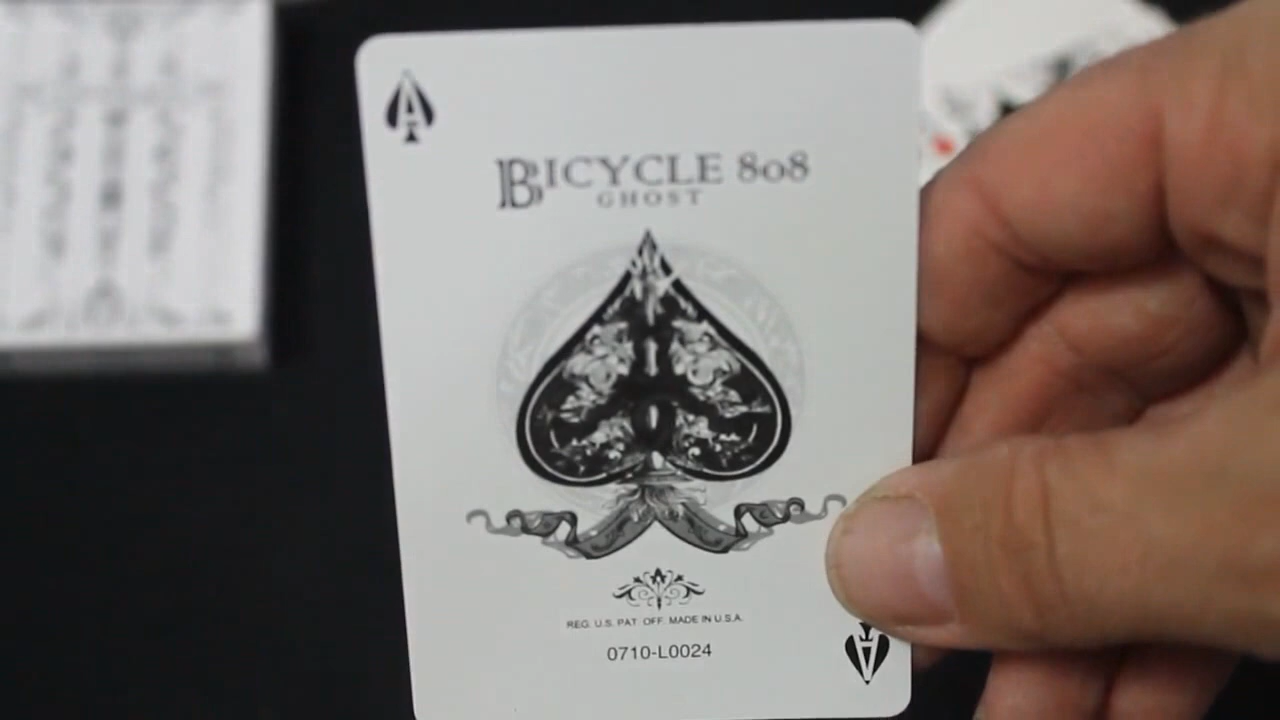 A
BICYCLE 808
GHOST
REG. U.S. PAT OFF. MADE IN U.S.A.
0710-L0024
A